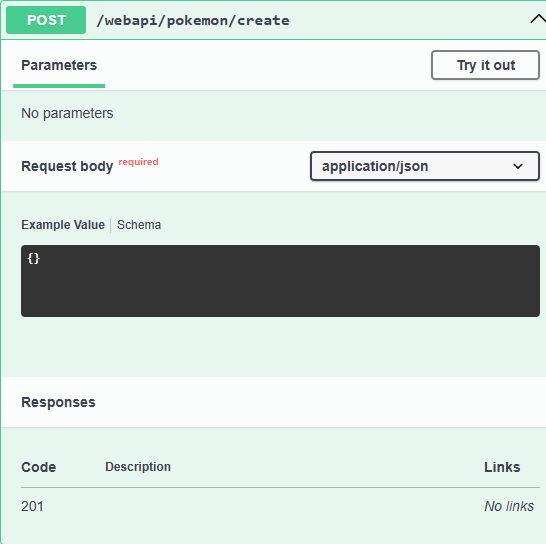 POST /webapi/pokemon/create
Parameters Try it out
No parameters
Request body required application/json
Example Value Schema
{}
Responses
Code Description Links
201 No links